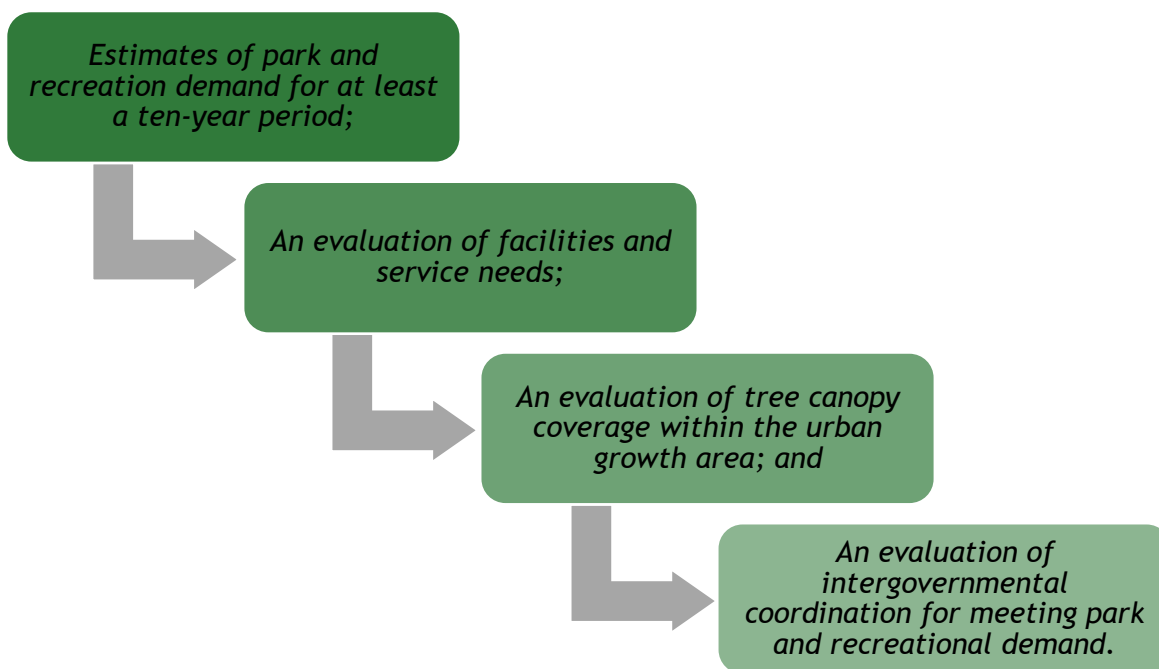 Estimates of park and
recreation demand for at least
a ten-year period;
An evaluation of facilities and
service needs;
An evaluation of tree canopy
coverage within the urban
growth area; and
An evaluation of
intergovernmental
coordination for meeting park
and recreational demand.